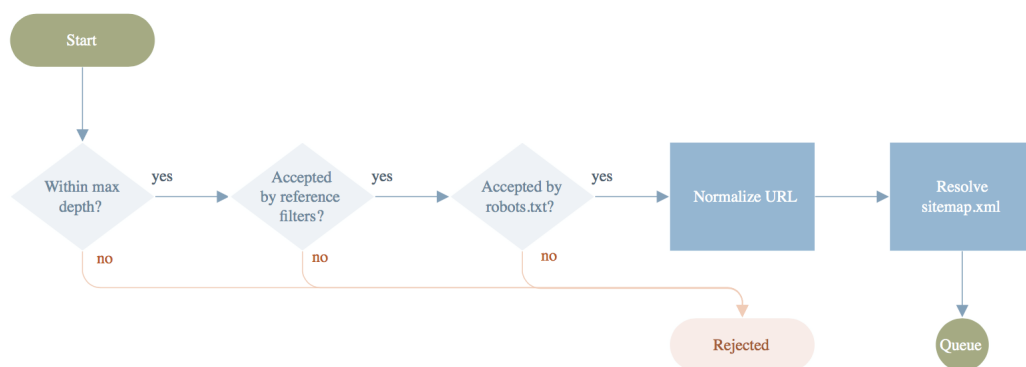 Start
Within max
depth?
yes
no
Accepted
by reference
filters?
yes
no
Accepted by
robots.txt?
yes
no
Normalize URL
Resolve
sitemap.xml
Rejected
Queue